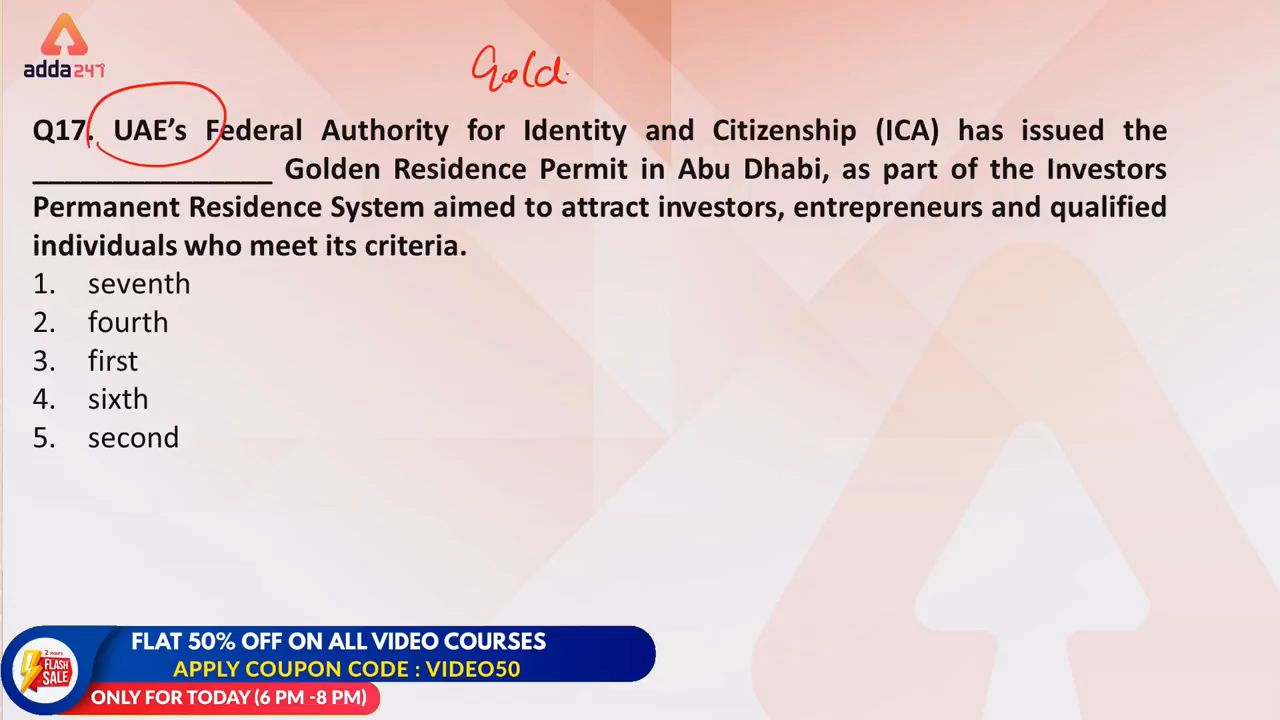 adda247
Gold
Q17. UAE's Federal Authority for Identity and Citizenship (ICA) has issued the
_______________ Golden Residence Permit in Abu Dhabi, as part of the Investors
Permanent Residence System aimed to attract investors, entrepreneurs and qualified
individuals who meet its criteria.
1. seventh
2. fourth
3. first
4. sixth
5. second
FLAT 50% OFF ON ALL VIDEO COURSES
APPLY COUPON CODE : VIDEO50
2 Hours
FLASH
SALE
ONLY FOR TODAY (6 PM -8 PM)